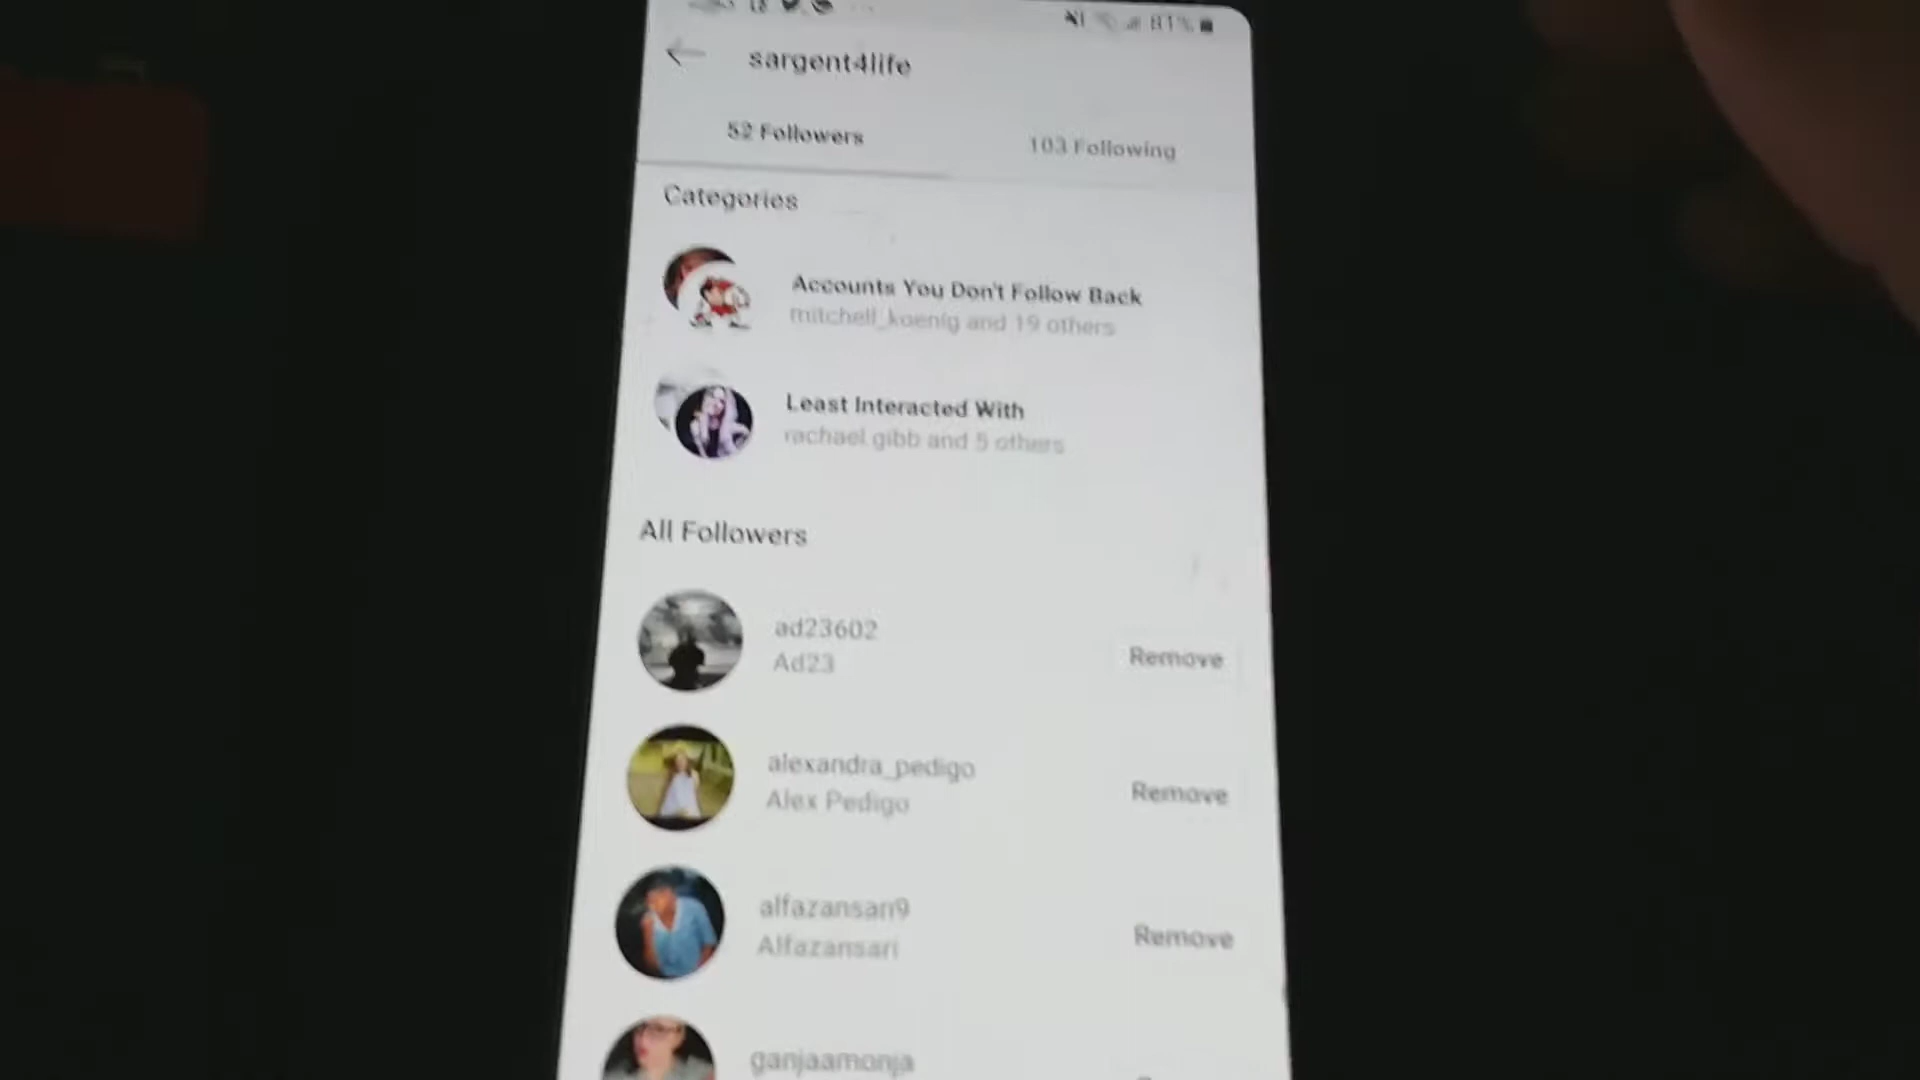 81%
sargent4life
52 Followers
103 Following
Categories
Accounts You Don't Follow Back
mitchell_koenig and 19 others
Least Interacted With
rachael.gibb and 5 others
All Followers
ad23602
Ad23
Remove
alexandra_pedigo
Alex Pedigo
Remove
alfazansari9
Alfazansari
Remove
ganjaamonja